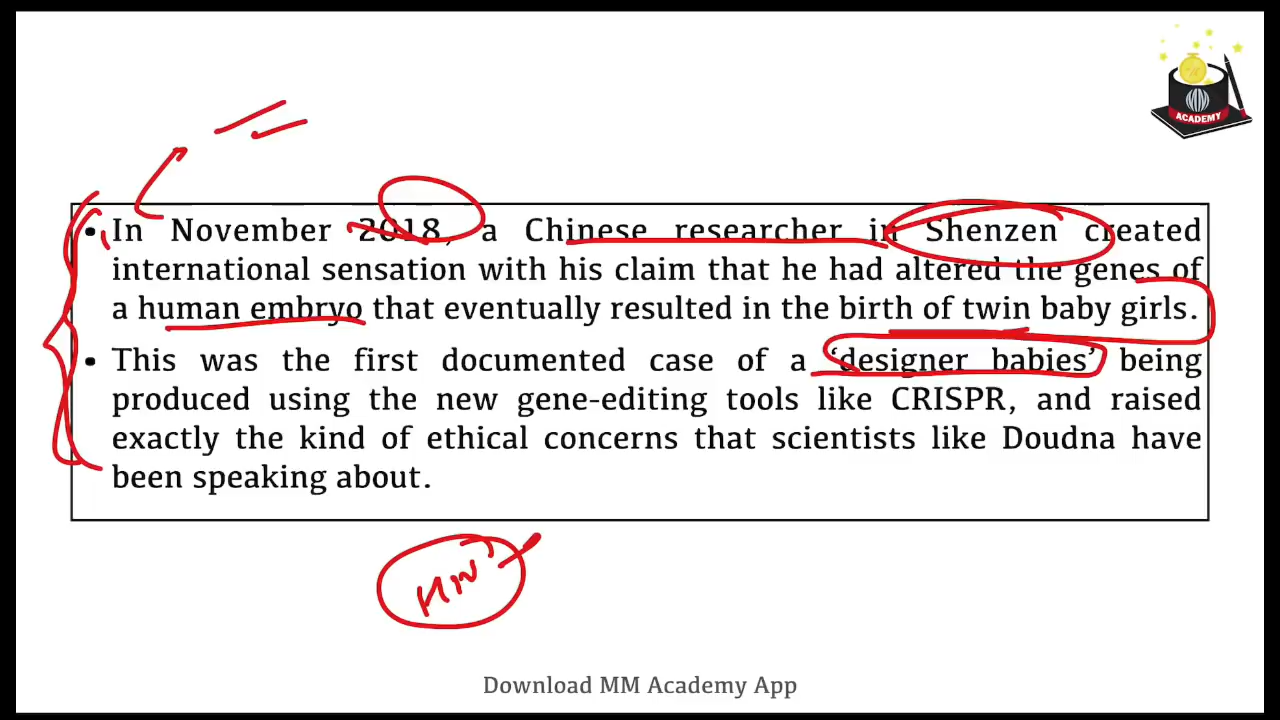 ACADEMY
• In November 2018, a Chinese researcher in Shenzen created
international sensation with his claim that he had altered the genes of
a human embryo that eventually resulted in the birth of twin baby girls.
• This was the first documented case of a ‘designer babies’ being
produced using the new gene-editing tools like CRISPR, and raised
exactly the kind of ethical concerns that scientists like Doudna have
been speaking about.
HIV
Download MM Academy App